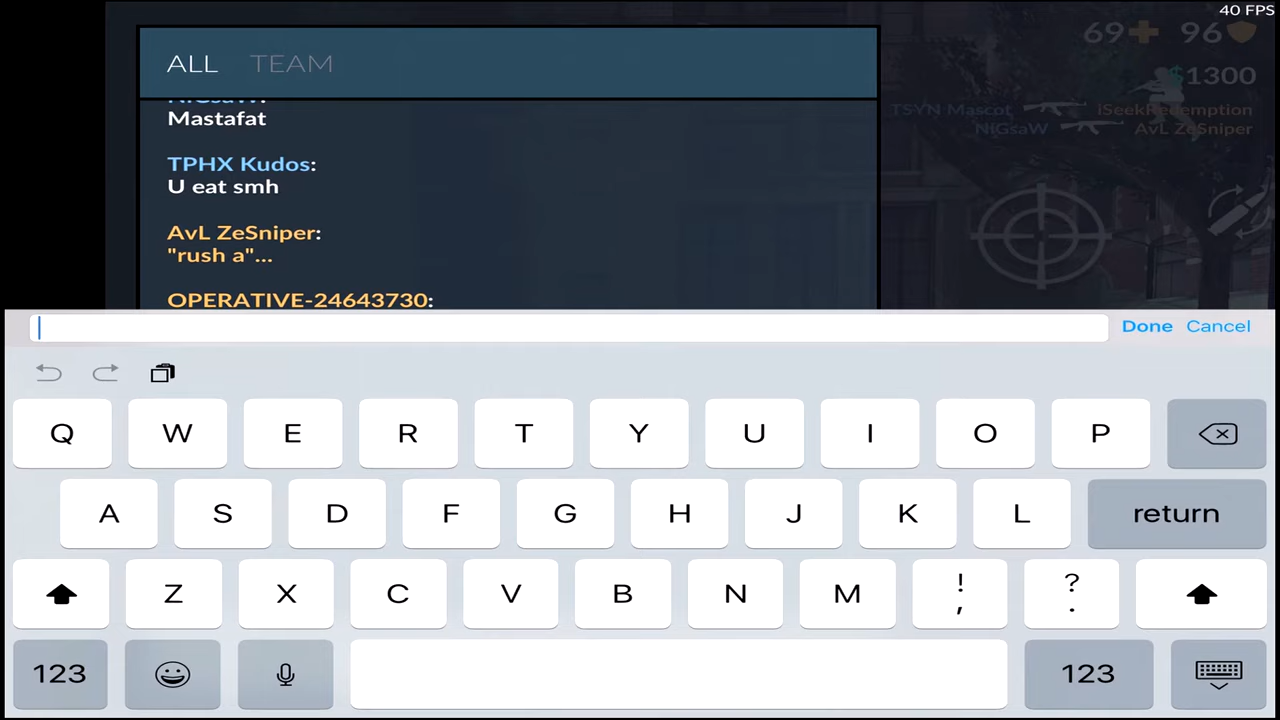 40 FPS
69 96
$1300
ALL TEAM
NIGsaW:
Mastafat
TPHX Kudos:
U eat smh
AvL ZeSniper:
"rush a"...
OPERATIVE-24643730:
TSYN Mascot iSeekRedemption
NIGsaW AvL ZeSniper
Done Cancel
Q W E R T Y U I O P
A S D F G H J K L return
Z X C V B N M ! , ? .
123 123